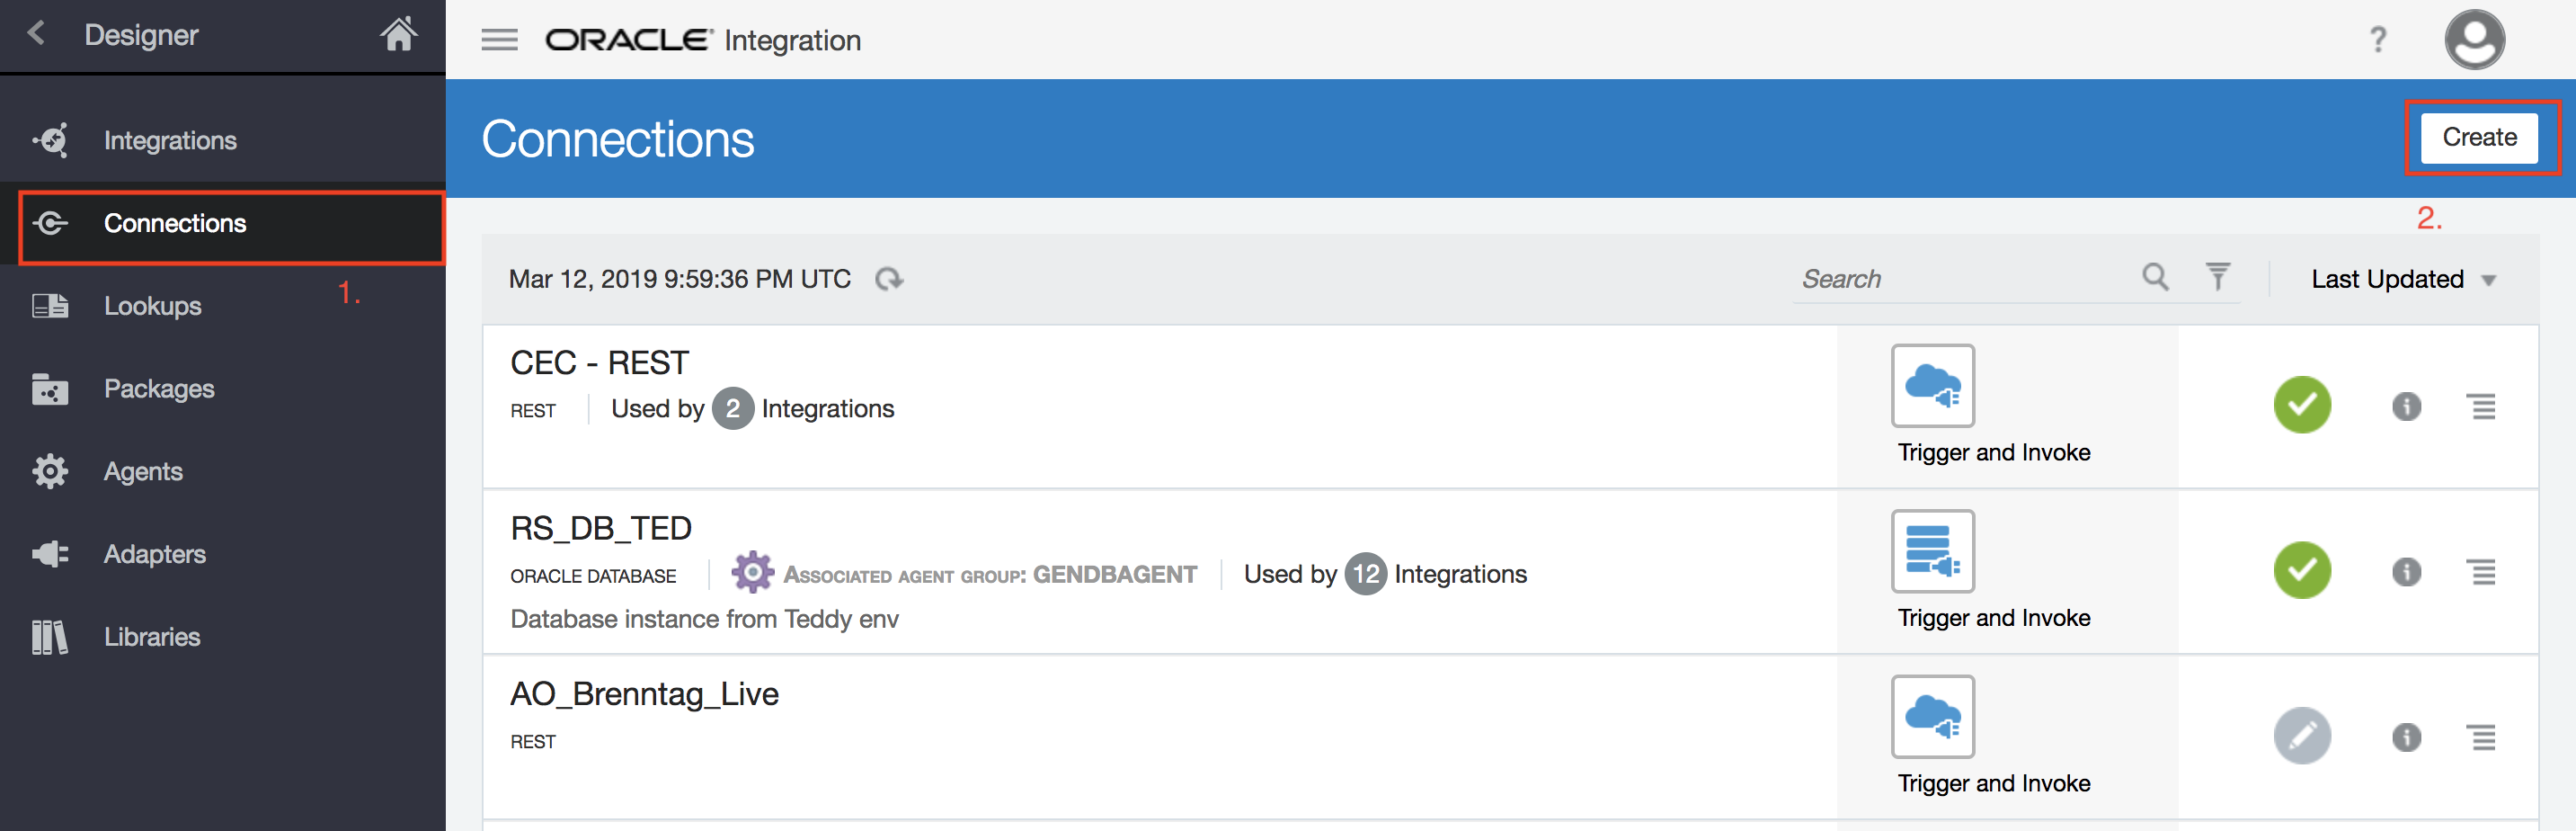 Designer
ORACLE Integration
?
Integrations
Connections
Lookups
1.
Packages
Agents
Adapters
Libraries
Connections
Create
2.
Mar 12, 2019 9:59:36 PM UTC
Search
Last Updated
CEC - REST
REST Used by 2 Integrations
Trigger and Invoke
RS_DB_TED
ORACLE DATABASE ASSOCIATED AGENT GROUP: GENDBAGENT Used by 12 Integrations
Database instance from Teddy env
Trigger and Invoke
AO_Brenntag_Live
REST
Trigger and Invoke